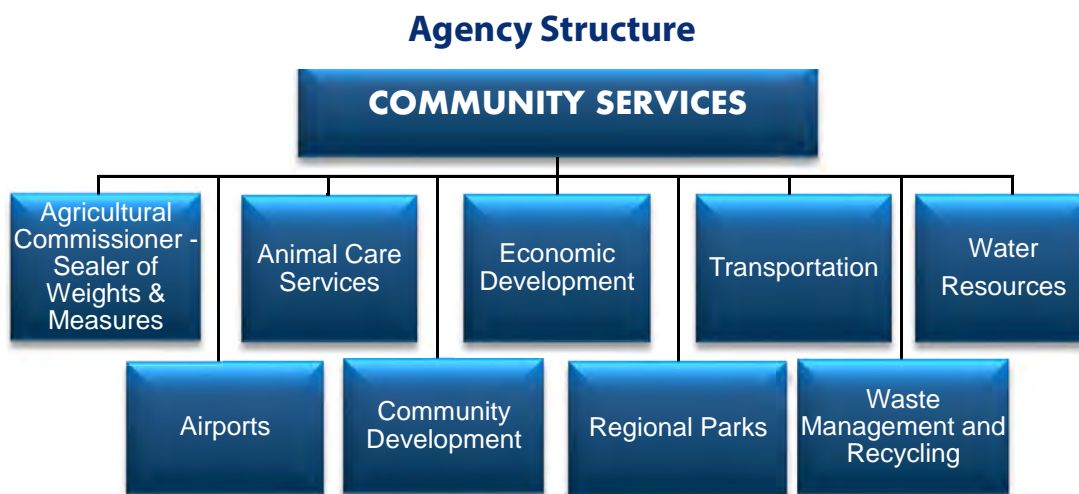 Agency Structure
COMMUNITY SERVICES
Agricultural
Commissioner -
Sealer of
Weights &
Measures
Animal Care
Services
Economic
Development
Transportation
Water
Resources
Airports
Community
Development
Regional Parks
Waste
Management and
Recycling